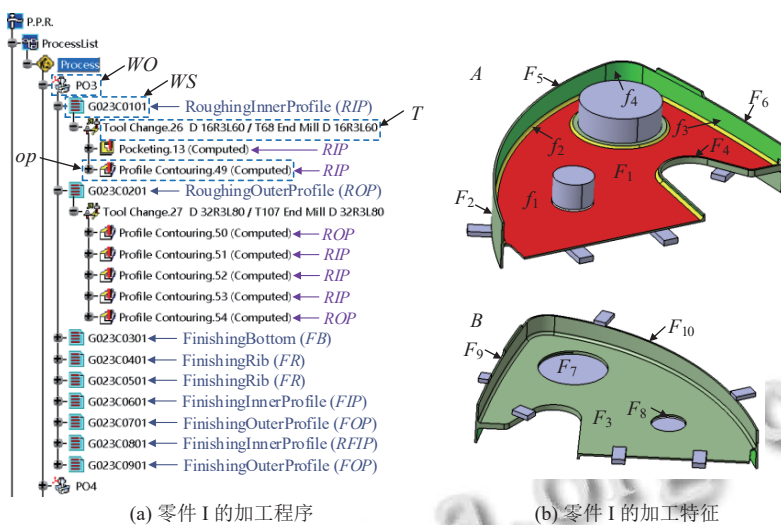 P.P.R.
ProcessList
Process
WO
PO3
WS
G023C0101
RoughingInnerProfile (RIP)
T
Tool Change.26 D 16R3L60 / T68 End Mill D 16R3L60
op
Pocketing.13 (Computed)
RIP
Profile Contouring.49 (Computed)
RIP
G023C0201
RoughingOuterProfile (ROP)
Tool Change.27 D 32R3L80 / T107 End Mill D 32R3L80
Profile Contouring.50 (Computed)
ROP
Profile Contouring.51 (Computed)
RIP
Profile Contouring.52 (Computed)
RIP
Profile Contouring.53 (Computed)
RIP
Profile Contouring.54 (Computed)
ROP
G023C0301
FinishingBottom (FB)
G023C0401
FinishingRib (FR)
G023C0501
FinishingRib (FR)
G023C0601
FinishingInnerProfile (FIP)
G023C0701
FinishingOuterProfile (FOP)
G023C0801
FinishingInnerProfile (RFIP)
G023C0901
FinishingOuterProfile (FOP)
PO4
(a) 零件 I 的加工程序
A
F5
f4
F6
f3
f2
F4
F1
f1
F2
B
F10
F9
F7
F8
F3
(b) 零件 I 的加工特征